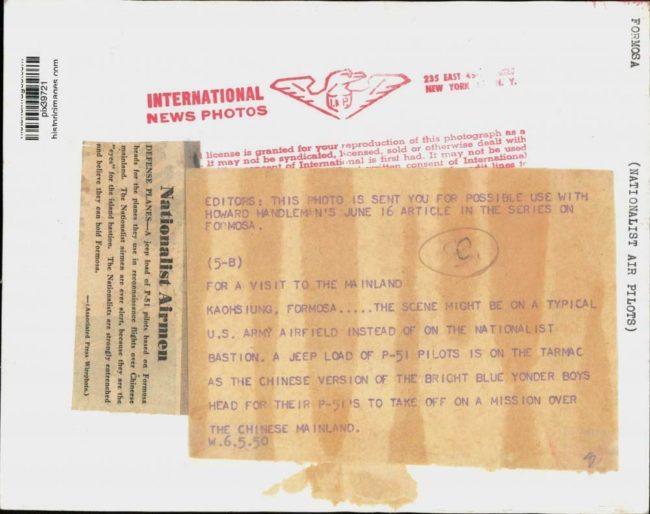 pix39721
historicimages.com
INTERNATIONAL
NEWS PHOTOS
I.N.P.
235 EAST
NEW YORK N. Y.
license is granted for your reproduction of this photograph as a
It may not be syndicated, licensed, sold or otherwise dealt with
of International is first had. It may not be used
written consent of International
FORMOSA
(NATIONALIST AIR PILOTS)
Nationalist Airmen
DEFENSE PLANES—A jeep load of P-51 pilots based on Formosa
heads for the planes they use in reconnaissance flights over Chinese
mainland. The Nationalist airmen are ever alert, because they are the
"eyes" for the island bastion. The Nationalists are strongly entrenched
and believe they can hold Formosa.
—(Associated Press Wirephoto.)
EDITORS: THIS PHOTO IS SENT YOU FOR POSSIBLE USE WITH
HOWARD HANDLEMAN'S JUNE 16 ARTICLE IN THE SERIES ON
FORMOSA.
(5-B)
FOR A VISIT TO THE MAINLAND
KAOHSIUNG, FORMOSA.....THE SCENE MIGHT BE ON A TYPICAL
U.S. ARMY AIRFIELD INSTEAD OF ON THE NATIONALIST
BASTION. A JEEP LOAD OF P-51 PILOTS IS ON THE TARMAC
AS THE CHINESE VERSION OF THE BRIGHT BLUE YONDER BOYS
HEAD FOR THEIR P-51'S TO TAKE OFF ON A MISSION OVER
THE CHINESE MAINLAND.
W.6.5.50